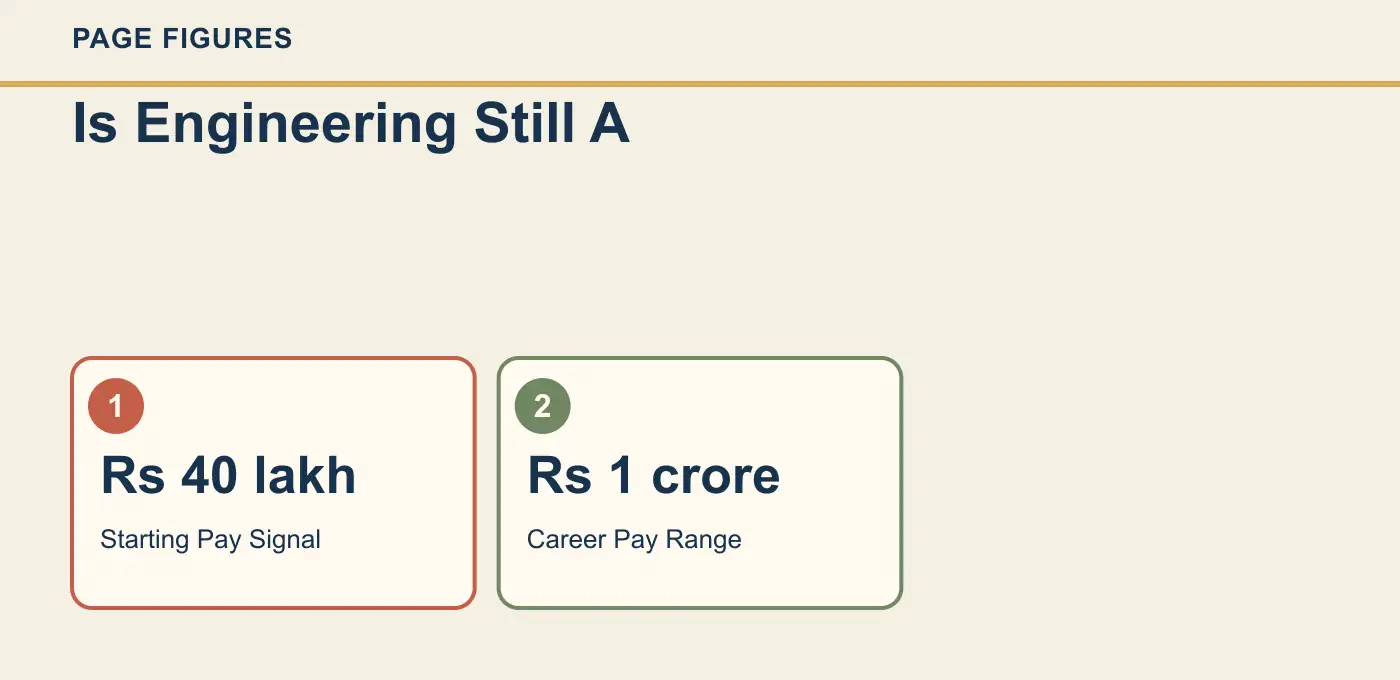 PAGE FIGURES
Is Engineering Still A
1
Rs 40 lakh
Starting Pay Signal
2
Rs 1 crore
Career Pay Range